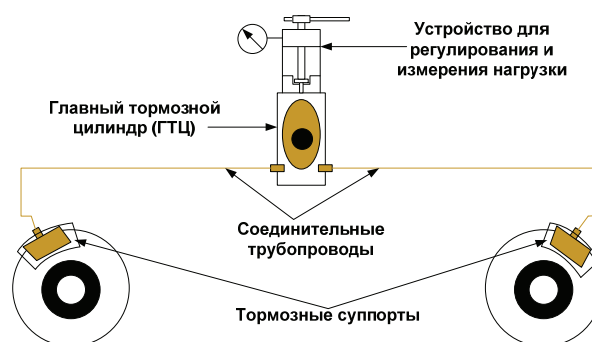 Устройство для
регулирования и
измерения нагрузки
Главный тормозной
цилиндр (ГТЦ)
Соединительные
трубопроводы
Тормозные суппорты